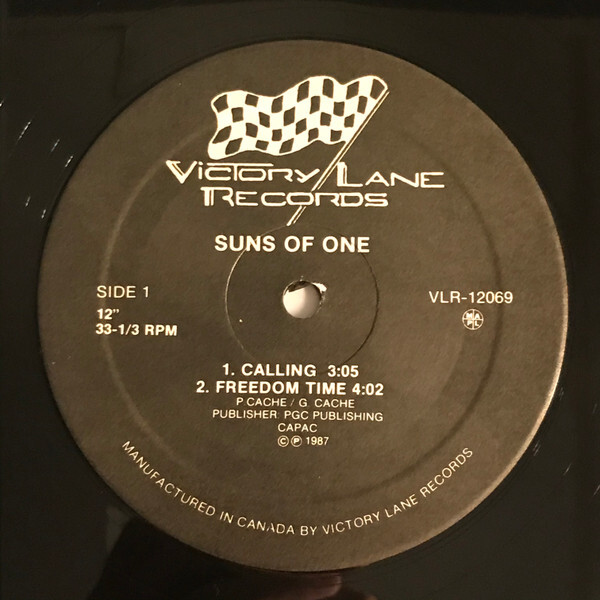 VICTORY LANE
RECORDS
SUNS OF ONE
SIDE 1
12"
33-1/3 RPM
VLR-12069
M A
P L
1. CALLING 3:05
2. FREEDOM TIME 4:02
P CACHE / G. CACHE
PUBLISHER: PGC PUBLISHING
CAPAC
© ℗ 1987
MANUFACTURED IN CANADA BY VICTORY LANE RECORDS